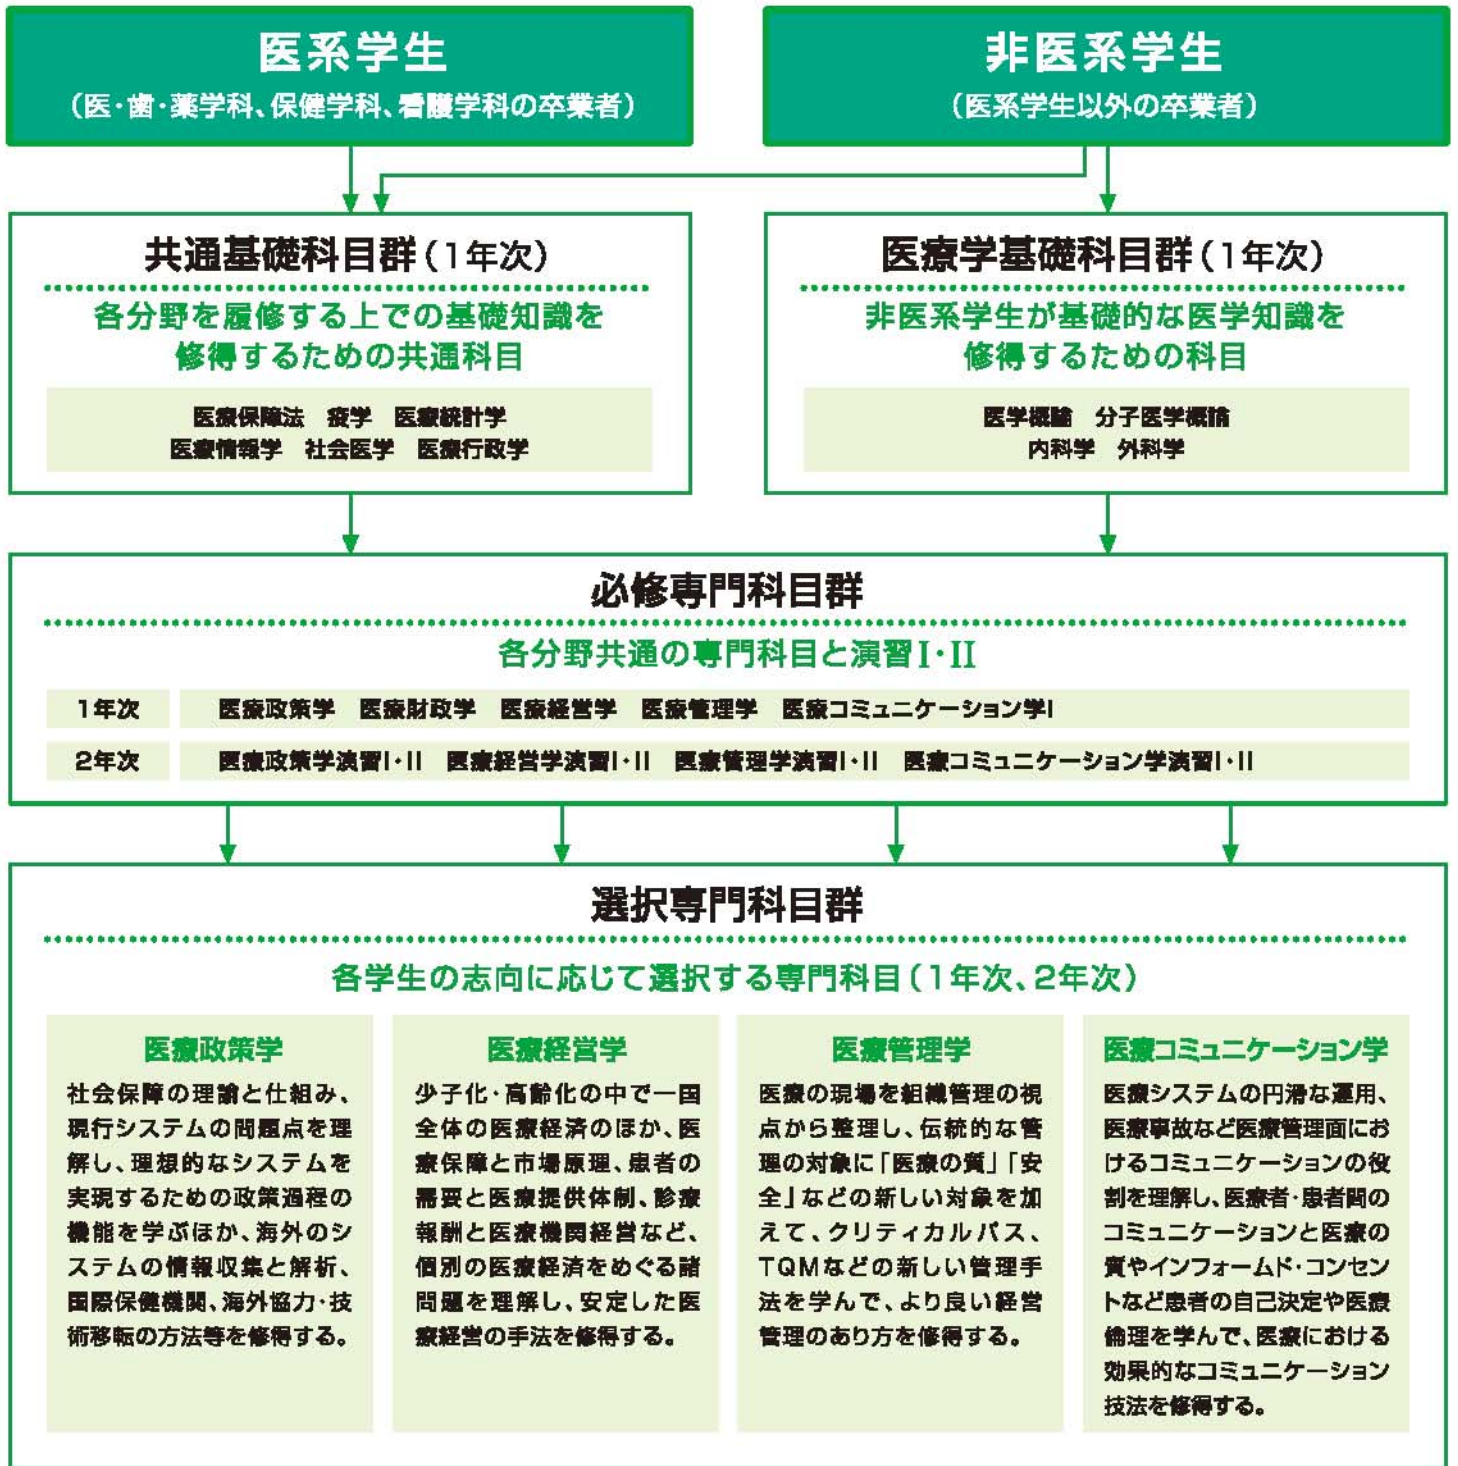 医系学生
（医・歯・薬学科、保健学科、看護学科の卒業者）
非医系学生
（医系学生以外の卒業者）
共通基礎科目群（1年次）
各分野を履修する上での基礎知識を
修得するための共通科目
医療保障法　疫学　医療統計学
医療情報学　社会医学　医療行政学
医療学基礎科目群（1年次）
非医系学生が基礎的な医学知識を
修得するための科目
医学概論　分子医学概論
内科学　外科学
必修専門科目群
各分野共通の専門科目と演習Ⅰ・Ⅱ
1年次　医療政策学　医療財政学　医療経営学　医療管理学　医療コミュニケーション学I
2年次　医療政策学演習I・II　医療経営学演習I・II　医療管理学演習I・II　医療コミュニケーション学演習I・II
選択専門科目群
各学生の志向に応じて選択する専門科目（1年次、2年次）
医療政策学
社会保障の理論と仕組み、
現行システムの問題点を理
解し、理想的なシステムを
実現するための政策過程の
機能を学ぶほか、海外のシ
ステムの情報収集と解析、
国際保健機関、海外協力・技
術移転の方法等を修得する。
医療経営学
少子化・高齢化の中で一国
全体の医療経済のほか、医
療保障と市場原理、患者の
需要と医療提供体制、診療
報酬と医療機関経営など、
個別の医療経済をめぐる諸
問題を理解し、安定した医
療経営の手法を修得する。
医療管理学
医療の現場を組織管理の視
点から整理し、伝統的な管
理の対象に「医療の質」「安
全」などの新しい対象を加
えて、クリティカルパス、
TQMなどの新しい管理手
法を学んで、より良い経営
管理のあり方を修得する。
医療コミュニケーション学
医療システムの円滑な運用、
医療事故など医療管理面にお
けるコミュニケーションの役
割を理解し、医療者・患者間の
コミュニケーションと医療の
質やインフォームド・コンセン
トなど患者の自己決定や医療
倫理を学んで、医療における
効果的なコミュニケーション
技法を修得する。